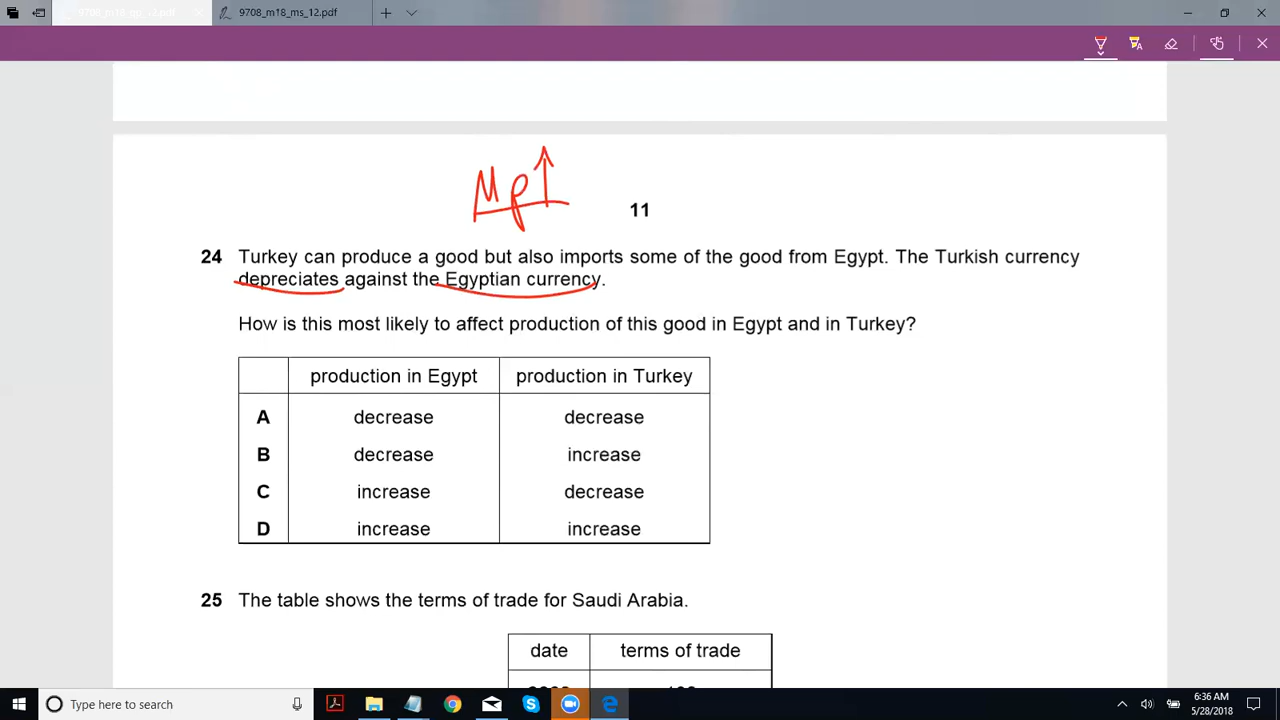 9708_m18_ms_12.pdf
Mp↑
11
24 Turkey can produce a good but also imports some of the good from Egypt. The Turkish currency
depreciates against the Egyptian currency.
How is this most likely to affect production of this good in Egypt and in Turkey?
production in Egypt production in Turkey
A decrease decrease
B decrease increase
C increase decrease
D increase increase
25 The table shows the terms of trade for Saudi Arabia.
date terms of trade
Type here to search
6:36 AM
5/28/2018